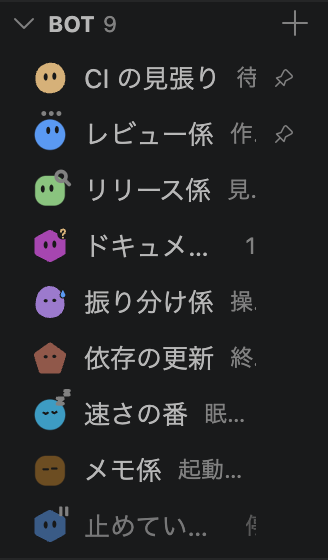 BOT 9
CI の見張り 待
レビュー係 作.
リリース係 見.
ドキュメ... 1
振り分け係 操.
依存の更新 終.
速さの番 眠...
メモ係 起動...
止めてい...